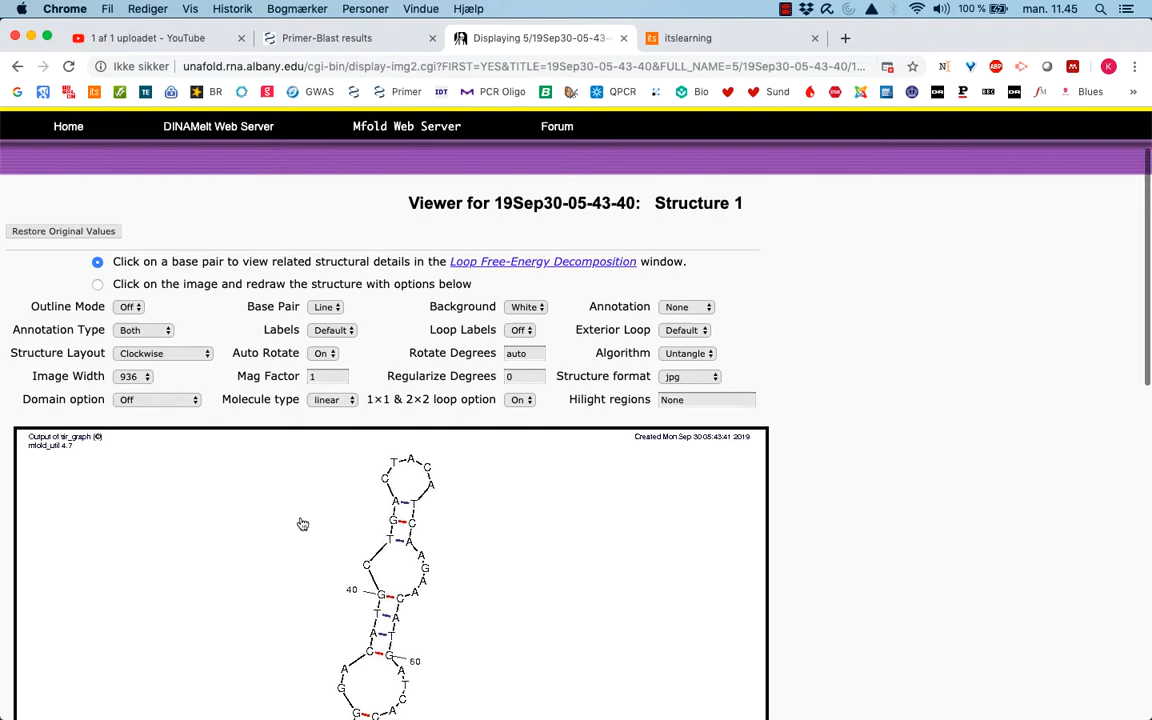 Chrome Fil Rediger Vis Historik Bogmærker Personer Vindue Hjælp 100 % man. 11.45
1 af 1 uploadet - YouTube Primer-Blast results Displaying 5/19Sep30-05-43- itslearning
Ikke sikker unafold.rna.albany.edu/cgi-bin/display-img2.cgi?FIRST=YES&TITLE=19Sep30-05-43-40&FULL_NAME=5/19Sep30-05-43-40/1...
BR GWAS Primer IDT PCR Oligo QPCR Bio Sund Blues
Home DINAMelt Web Server Mfold Web Server Forum
Viewer for 19Sep30-05-43-40: Structure 1
Restore Original Values
Click on a base pair to view related structural details in the Loop Free-Energy Decomposition window.
Click on the image and redraw the structure with options below
Outline Mode Off Base Pair Line Background White Annotation None
Annotation Type Both Labels Default Loop Labels Off Exterior Loop Default
Structure Layout Clockwise Auto Rotate On Rotate Degrees auto Algorithm Untangle
Image Width 936 Mag Factor 1 Regularize Degrees 0 Structure format jpg
Domain option Off Molecule type linear 1×1 & 2×2 loop option On Hilight regions None
Output of sir_graph (©)
mfold_util 4.7
Created Mon Sep 30 05:43:41 2019
T A C
C A
A T
G C
T A
A
C G
A
40 G C A
T A
A T
C G 60
A A
T
G C
G C A